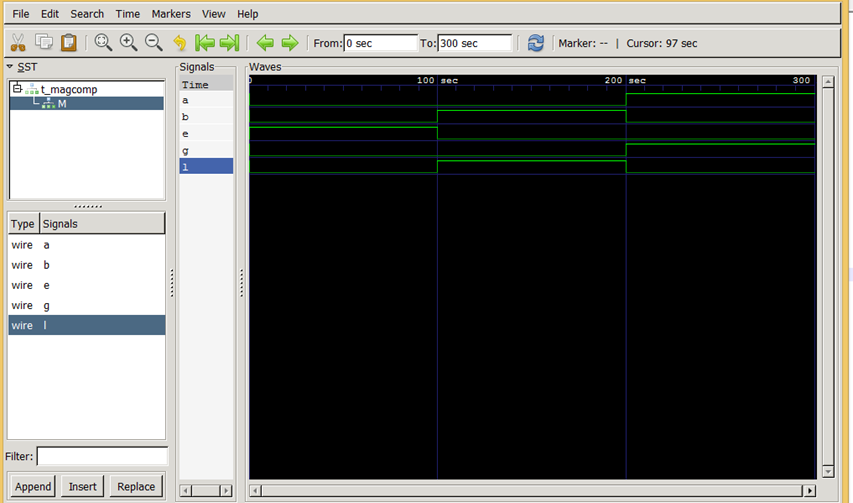 File Edit Search Time Markers View Help
From: 0 sec To: 300 sec Marker: -- | Cursor: 97 sec
SST
t_magcomp
M
Type Signals
wire a
wire b
wire e
wire g
wire l
Filter:
Append Insert Replace
Signals
Time
a
b
e
g
l
Waves
0 100 sec 200 sec 300